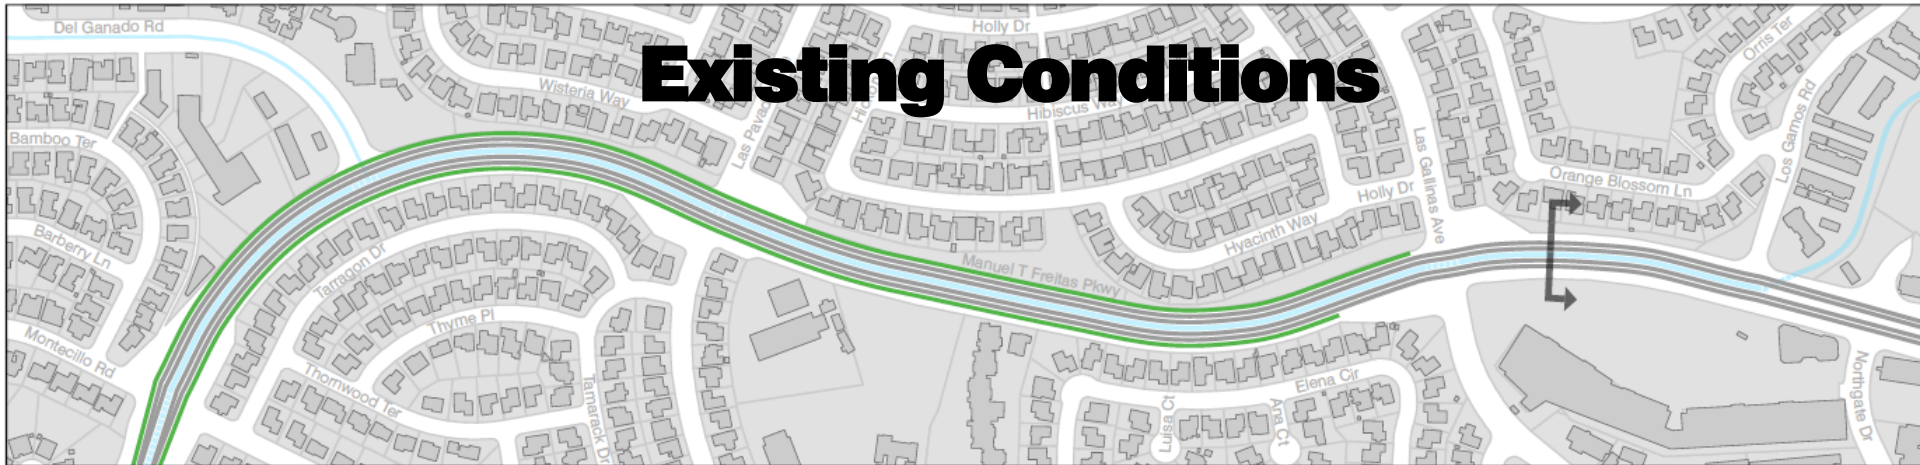 Existing Conditions
Del Ganado Rd
Holly Dr
Orris Ter
Wisteria Way
Las Pavad
Hibiscus Way
Bamboo Ter
Los Gamos Rd
Las Gallinas Ave
Orange Blossom Ln
Holly Dr
Hyacinth Way
Barberry Ln
Tarragon Dr
Manuel T Freitas Pkwy
Thyme Pl
Montecillo Rd
Thornwood Ter
Tamarack Dr
Elena Cir
Luisa Ct
Ana Ct
Northgate Dr